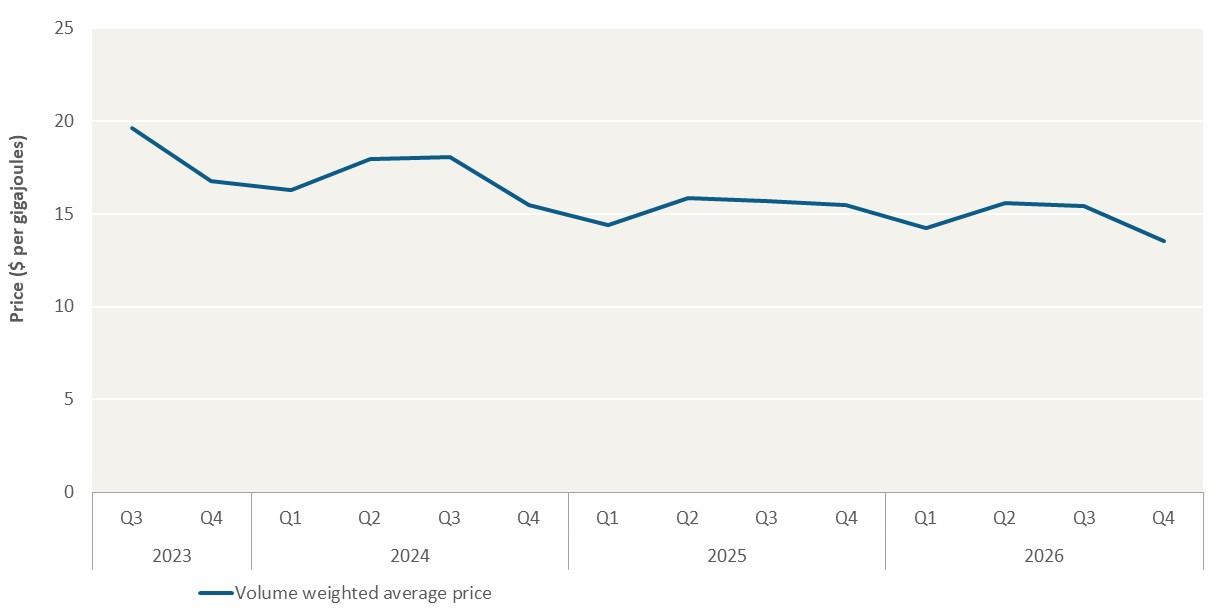 Price ($ per gigajoules)
25
20
15
10
5
0
Q3 Q4 Q1 Q2 Q3 Q4 Q1 Q2 Q3 Q4 Q1 Q2 Q3 Q4
2023 2024 2025 2026
Volume weighted average price